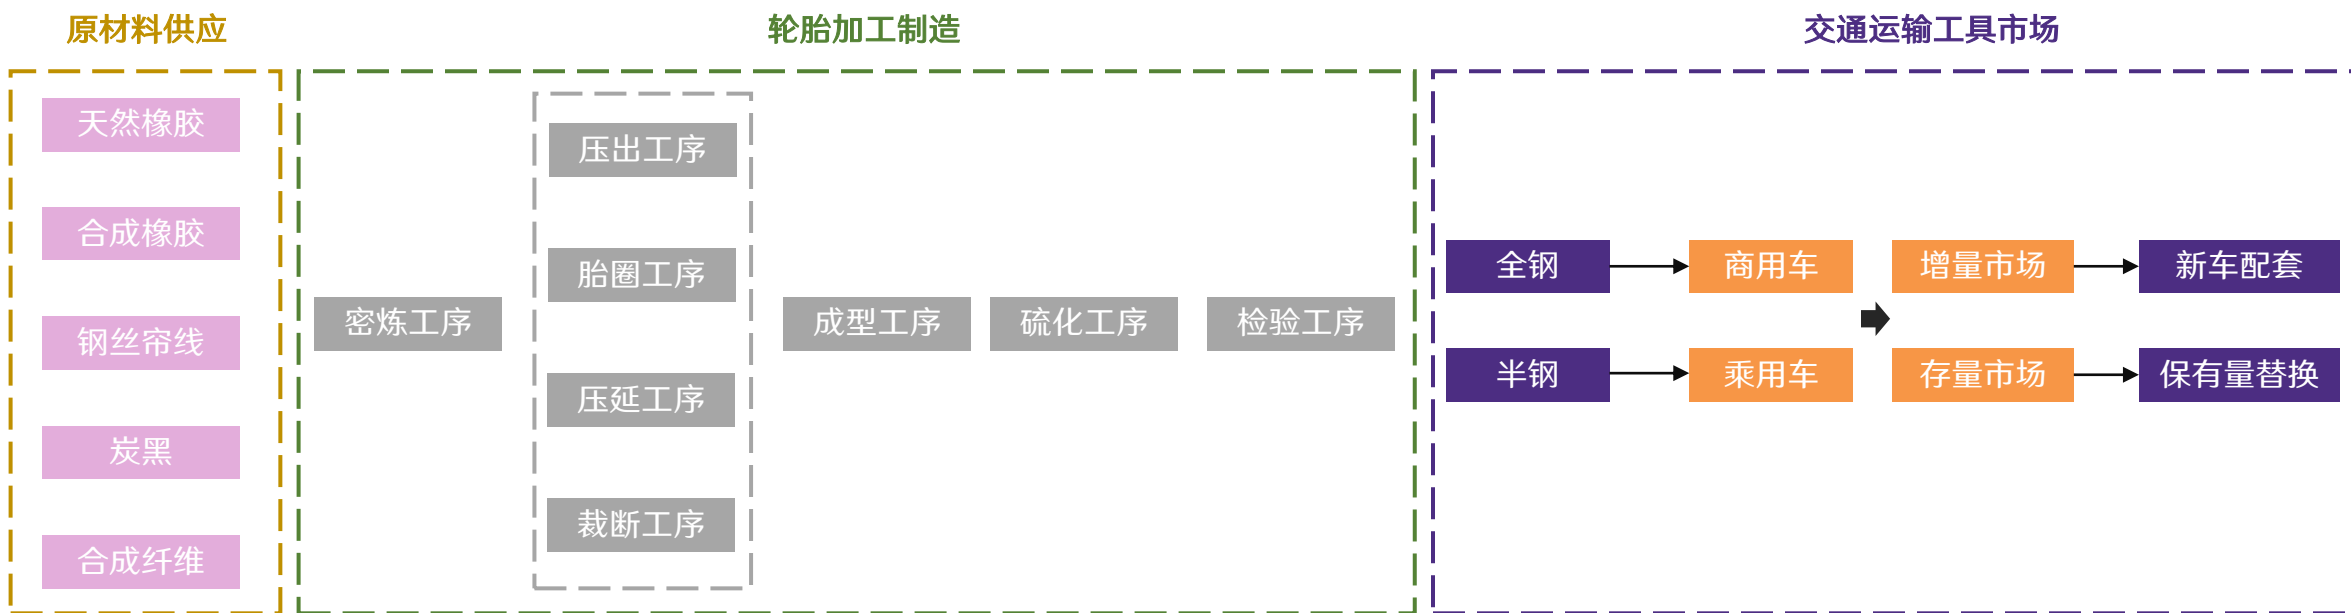 原材料供应
天然橡胶
合成橡胶
钢丝帘线
炭黑
合成纤维
轮胎加工制造
密炼工序
压出工序
胎圈工序
压延工序
裁断工序
成型工序
硫化工序
检验工序
交通运输工具市场
全钢
商用车
增量市场
新车配套
半钢
乘用车
存量市场
保有量替换